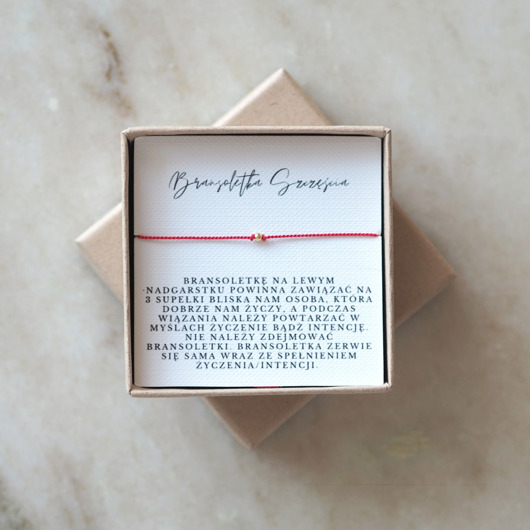 Bransoletka Szczęścia
BRANSOLETKĘ NA LEWYM
NADGARSTKU POWINNA ZAWIĄZAĆ NA
3 SUPEŁKI BLISKA NAM OSOBA, KTÓRA
DOBRZE NAM ŻYCZY, A PODCZAS
WIĄZANIA NALEŻY POWTARZAĆ W
MYŚLACH ŻYCZENIE BĄDŹ INTENCJĘ.
NIE NALEŻY ZDEJMOWAĆ
BRANSOLETKI. BRANSOLETKA ZERWIE
SIĘ SAMA WRAZ ZE SPEŁNIENIEM
ŻYCZENIA/INTENCJI.